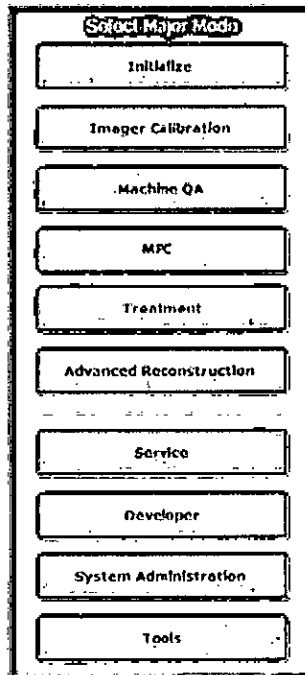 Select Major Mode
Initialize
Imager Calibration
Machine QA
MPC
Treatment
Advanced Reconstruction
Service
Developer
System Administration
Tools